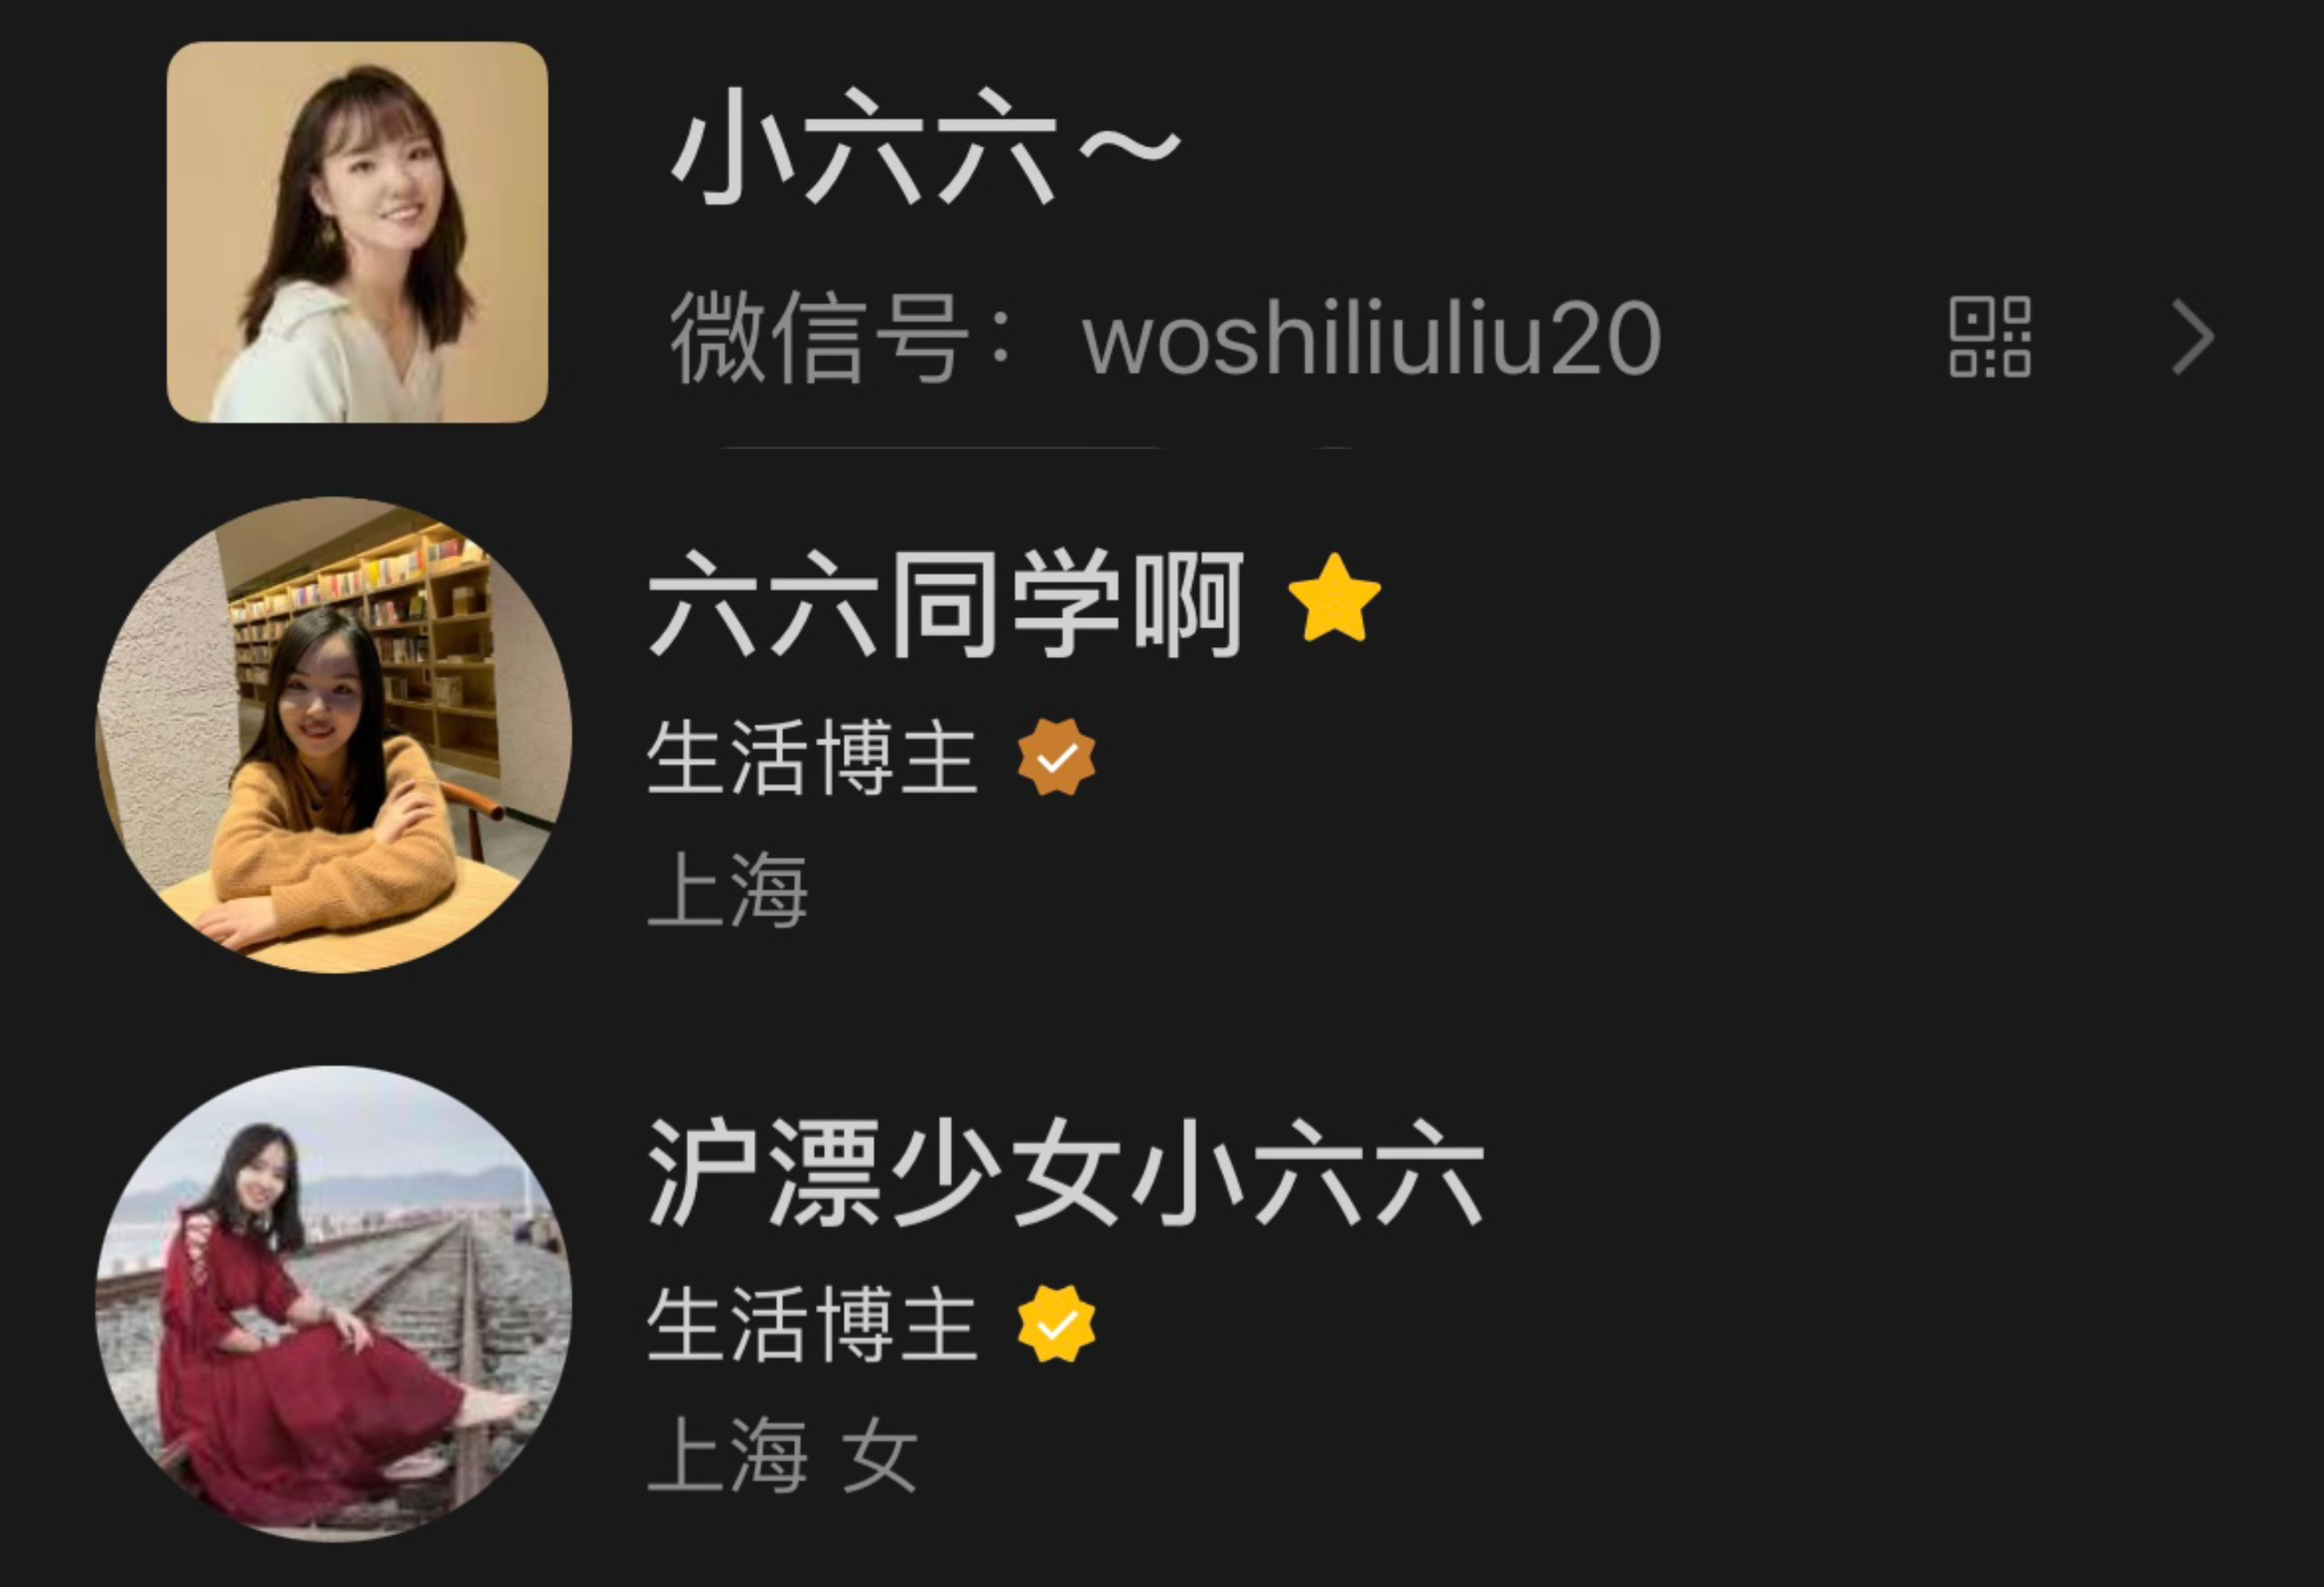 小六六～
微信号：woshiliuliu20
六六同学啊
生活博主
上海
沪漂少女小六六
生活博主
上海 女